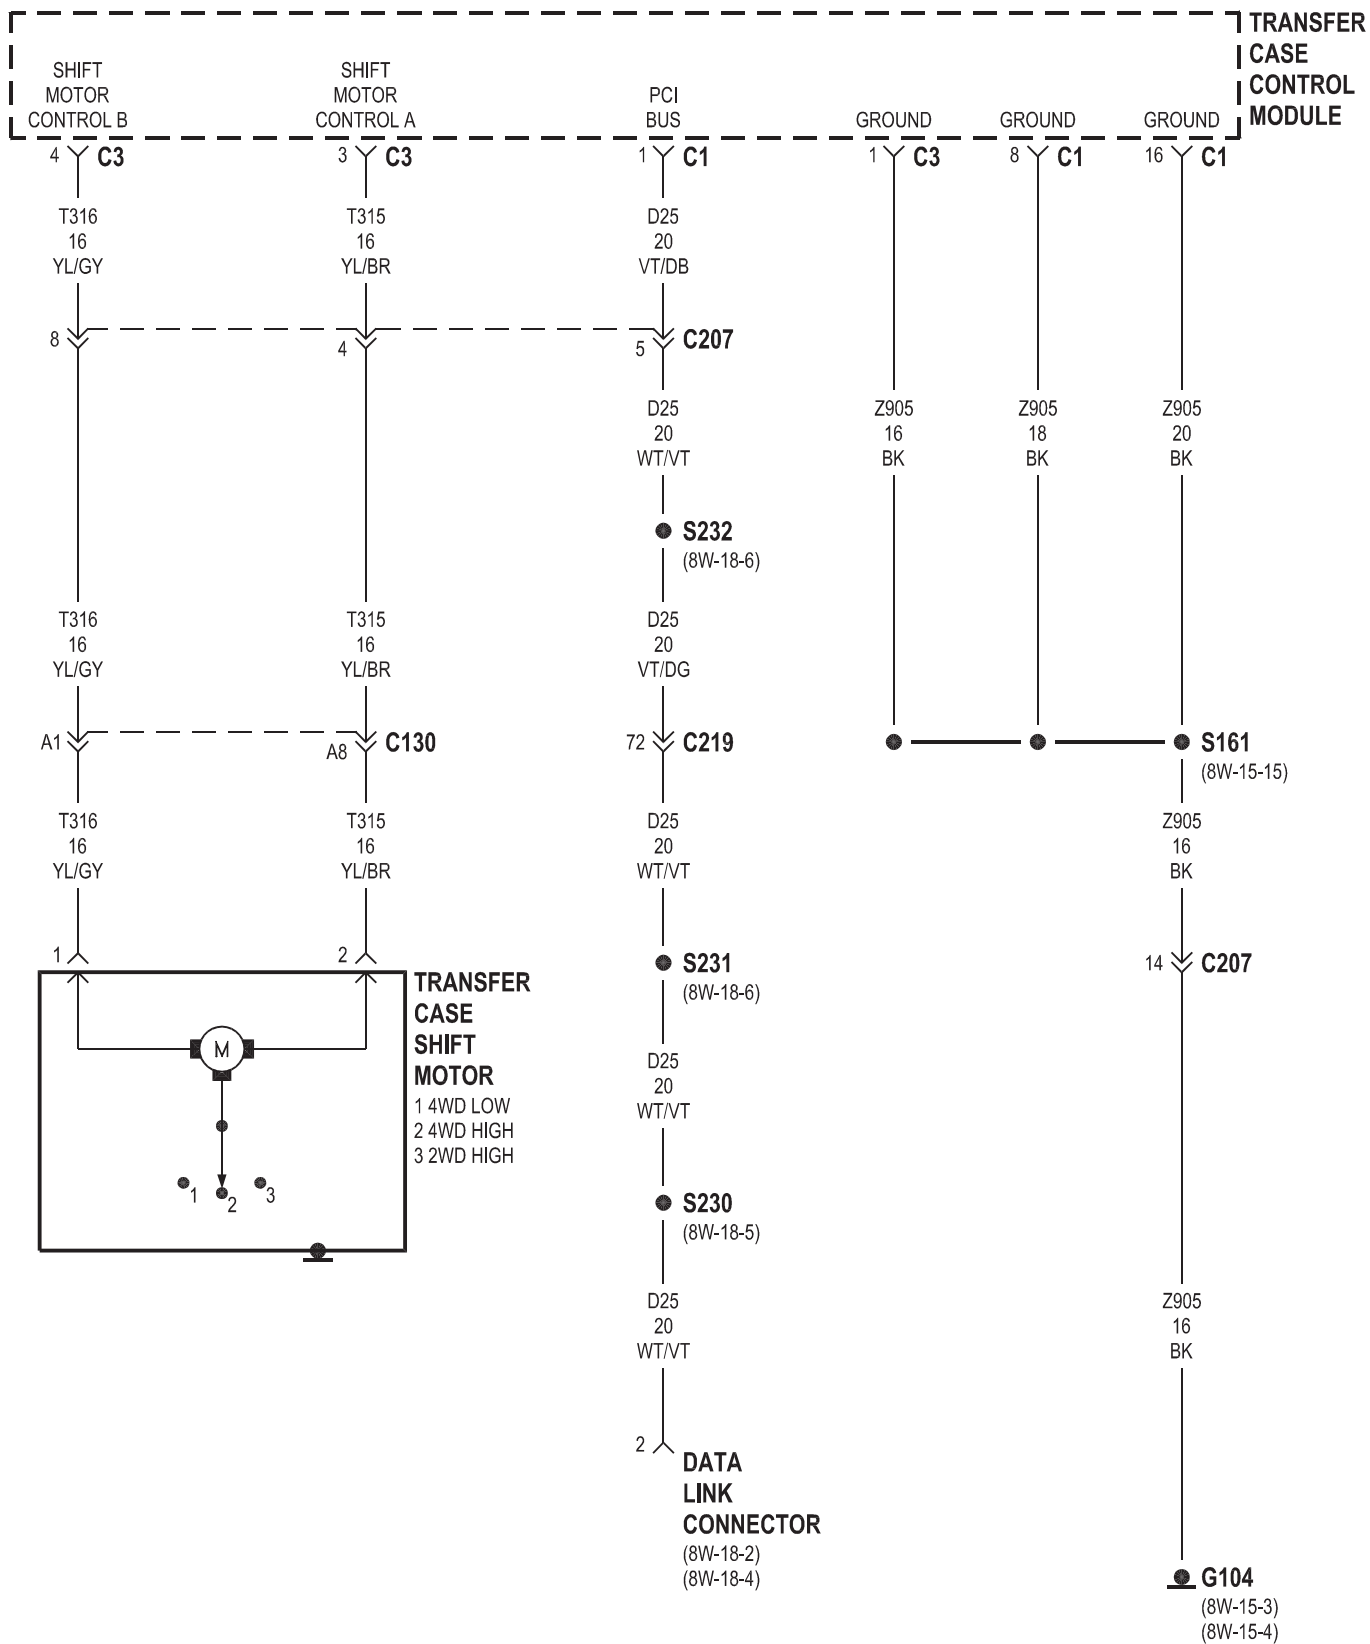 TRANSFER
CASE
CONTROL
MODULE
SHIFT
MOTOR
CONTROL B
SHIFT
MOTOR
CONTROL A
PCI
BUS
GROUND
GROUND
GROUND
4 C3
3 C3
1 C1
1 C3
8 C1
16 C1
T316
16
YL/GY
T315
16
YL/BR
D25
20
VT/DB
8
4
5 C207
D25
20
WT/VT
Z905
16
BK
Z905
18
BK
Z905
20
BK
S232
(8W-18-6)
T316
16
YL/GY
T315
16
YL/BR
D25
20
VT/DG
A1
A8 C130
72 C219
S161
(8W-15-15)
T316
16
YL/GY
T315
16
YL/BR
D25
20
WT/VT
Z905
16
BK
1
2
S231
(8W-18-6)
14 C207
TRANSFER
CASE
SHIFT
MOTOR
1 4WD LOW
2 4WD HIGH
3 2WD HIGH
M
1
2
3
D25
20
WT/VT
S230
(8W-18-5)
D25
20
WT/VT
Z905
16
BK
2
DATA
LINK
CONNECTOR
(8W-18-2)
(8W-18-4)
G104
(8W-15-3)
(8W-15-4)